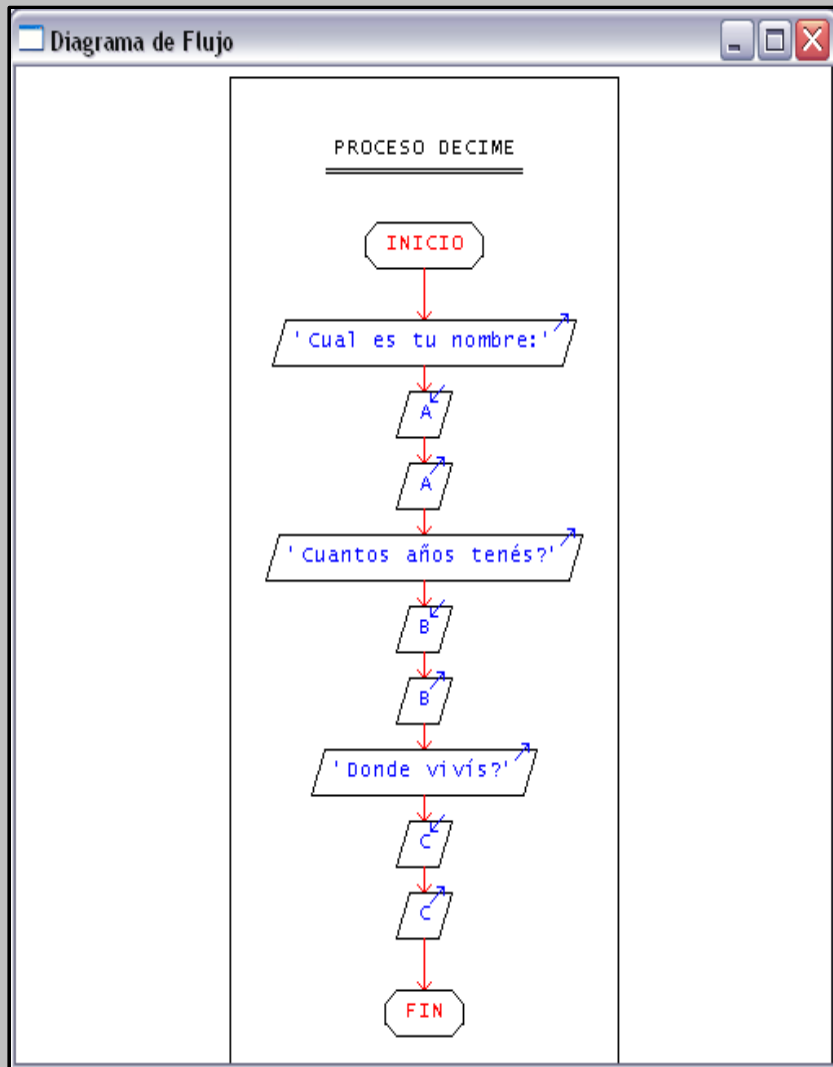 Diagrama de Flujo
PROCESO DECIME
INICIO
'Cual es tu nombre:'
A
A
'Cuantos años tenés?'
B
B
'Donde vivís?'
C
C
FIN